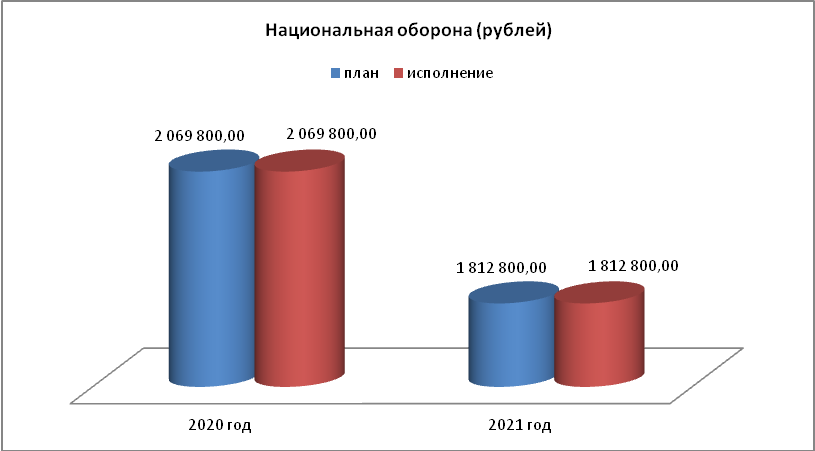 Национальная оборона (рублей)
план исполнение
2 069 800,00 2 069 800,00
1 812 800,00 1 812 800,00
2020 год 2021 год